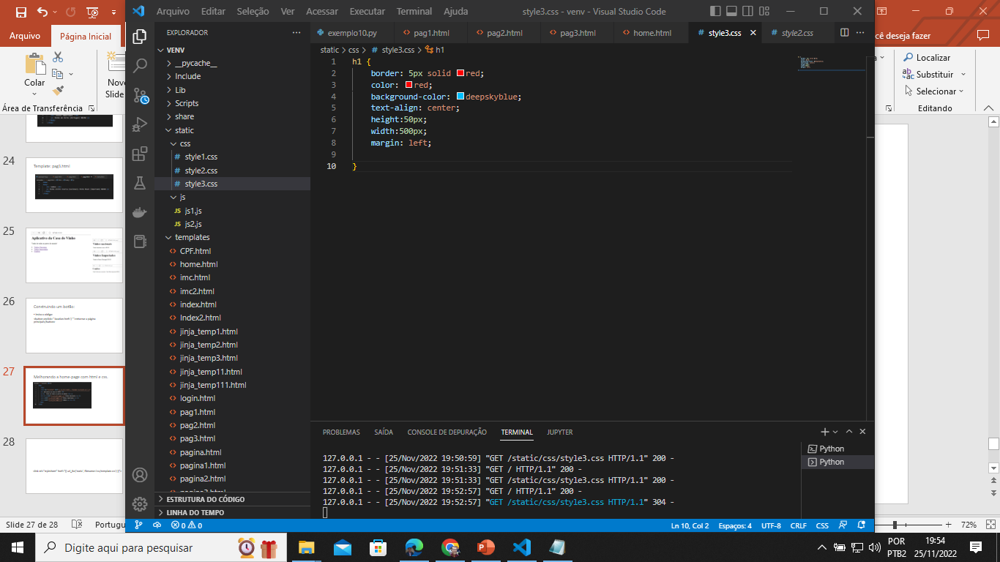 Arquivo
Editar
Seleção
Ver
Acessar
Executar
Terminal
Ajuda
style3.css - venv - Visual Studio Code
Arquivo
Página Inicial
cê deseja fazer
Colar
Novo
Slide
Área de Transferência
Localizar
Substituir
Selecionar
Editando
24
Template: pag3.html
25
Aplicativo da Casa do Vinho
26
Construindo um botão:
27
Melhorando a home-page com html e css.
28
EXPLORADOR
VENV
__pycache__
Include
Lib
Scripts
share
static
css
style1.css
style2.css
style3.css
js
js1.js
js2.js
templates
CPF.html
home.html
imc.html
imc2.html
index.html
Index2.html
jinja_temp1.html
jinja_temp2.html
jinja_temp3.html
jinja_temp11.html
jinja_temp111.html
login.html
pag1.html
pag2.html
pag3.html
pagina.html
pagina1.html
pagina2.html
ESTRUTURA DO CÓDIGO
LINHA DO TEMPO
exemplo10.py
pag1.html
pag2.html
pag3.html
home.html
style3.css
style2.css
static > css > # style3.css > h1
1 h1 {
2 border: 5px solid red;
3 color: red;
4 background-color: deepskyblue;
5 text-align: center;
6 height:50px;
7 width:500px;
8 margin: left;
9
10 }
PROBLEMAS
SAÍDA
CONSOLE DE DEPURAÇÃO
TERMINAL
JUPYTER
127.0.0.1 - - [25/Nov/2022 19:50:59] "GET /static/css/style3.css HTTP/1.1" 200 -
127.0.0.1 - - [25/Nov/2022 19:51:33] "GET / HTTP/1.1" 200 -
127.0.0.1 - - [25/Nov/2022 19:51:33] "GET /static/css/style3.css HTTP/1.1" 200 -
127.0.0.1 - - [25/Nov/2022 19:52:57] "GET / HTTP/1.1" 200 -
127.0.0.1 - - [25/Nov/2022 19:52:57] "GET /static/css/style3.css HTTP/1.1" 304 -
Python
Python
Slide 27 de 28
Portugu
0
0
Ln 10, Col 2
Espaços: 4
UTF-8
CRLF
CSS
72%
Digite aqui para pesquisar
POR
PTB2
19:54
25/11/2022